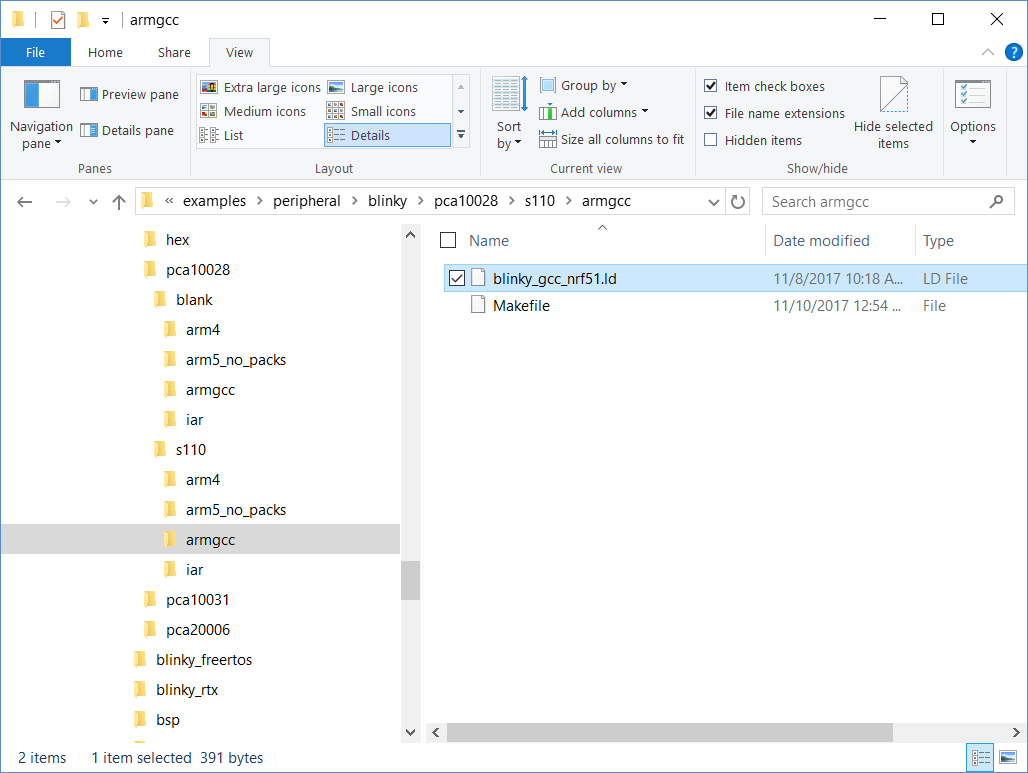 armgcc
File Home Share View
Navigation pane
Preview pane
Details pane
Panes
Extra large icons Large icons
Medium icons Small icons
List Details
Layout
Sort by
Group by
Add columns
Size all columns to fit
Current view
Item check boxes
File name extensions
Hidden items
Hide selected items
Show/hide
Options
« examples > peripheral > blinky > pca10028 > s110 > armgcc
Search armgcc
hex
pca10028
blank
arm4
arm5_no_packs
armgcc
iar
s110
arm4
arm5_no_packs
armgcc
iar
pca10031
pca20006
blinky_freertos
blinky_rtx
bsp
Name Date modified Type
blinky_gcc_nrf51.ld 11/8/2017 10:18 A... LD File
Makefile 11/10/2017 12:54 ... File
2 items 1 item selected 391 bytes